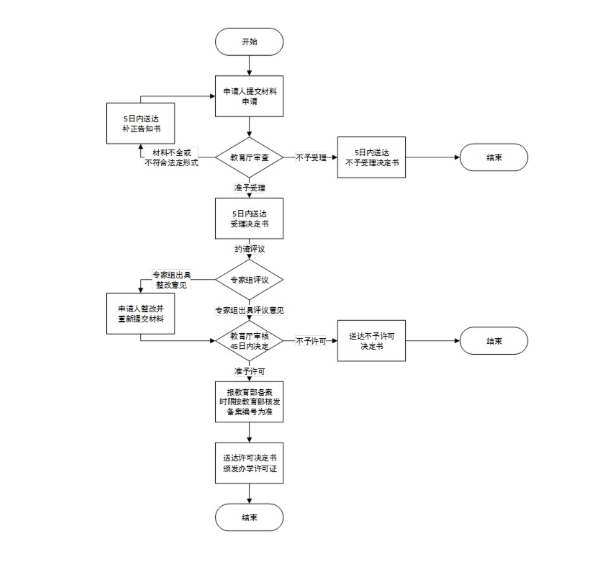 开始
申请人提交材料
申请
5日内送达
补正告知书
材料不全或
不符合法定形式
教育厅审查
不予受理
5日内送达
不予受理决定书
结束
准予受理
5日内送达
受理决定书
约请评议
专家组出具
整改意见
专家组评议
申请人整改并
重新提交材料
专家组出具评议意见
教育厅审核
45日内决定
不予许可
送达不予许可
决定书
结束
准予许可
报教育部备案
时限按教育部核发
备案编号为准
送达许可决定书
颁发办学许可证
结束